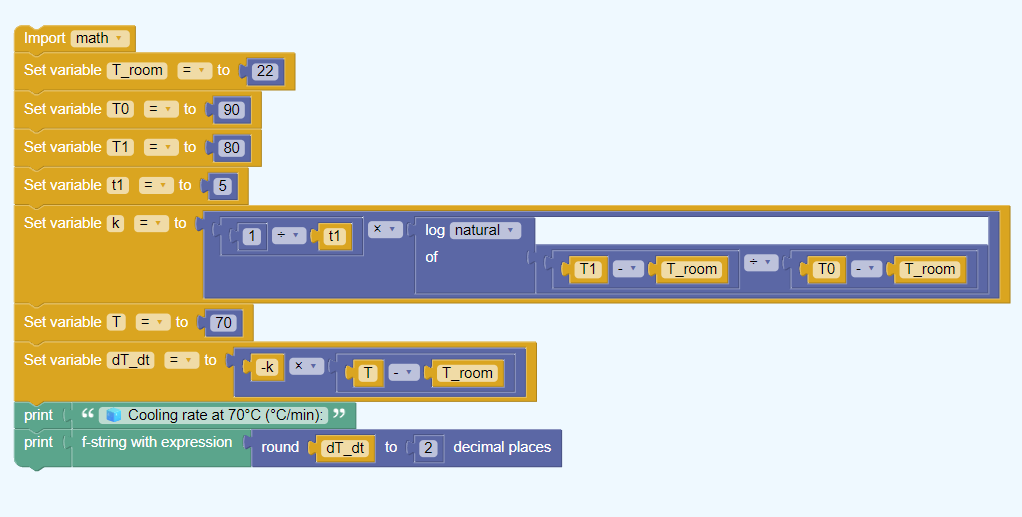 Import math
Set variable T_room = to 22
Set variable T0 = to 90
Set variable T1 = to 80
Set variable t1 = to 5
Set variable k = to 1 ÷ t1 × log natural of T1 - T_room ÷ T0 - T_room
Set variable T = to 70
Set variable dT_dt = to -k × T - T_room
print “ 🧊 Cooling rate at 70°C (°C/min): ”
print f-string with expression round dT_dt to 2 decimal places